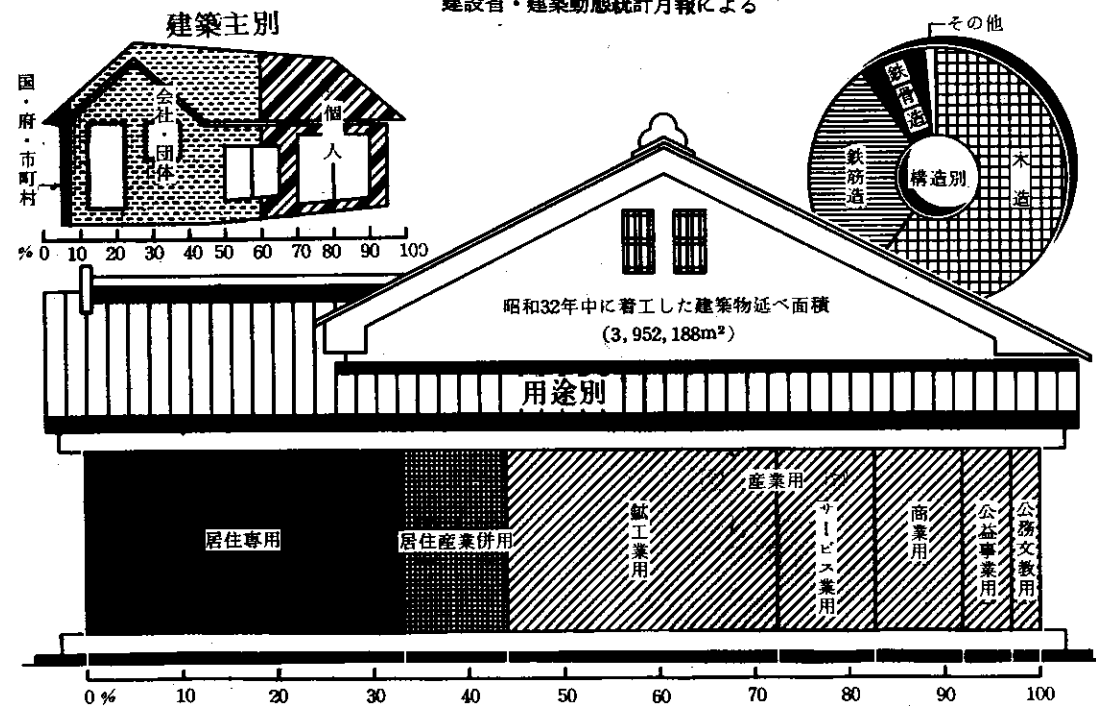 建設省・建築動態統計月報による
建築主別
国・府・市町村
会社・団体
個人
% 0 10 20 30 40 50 60 70 80 90 100
その他
鉄骨造
鉄筋造
木造
構造別
昭和32年中に着工した建築物延べ面積
(3,952,188m²)
用途別
産業用
居住専用
居住産業併用
鉱工業用
サービス業用
商業用
公益事業用
公務文教用
0 % 10 20 30 40 50 60 70 80 90 100